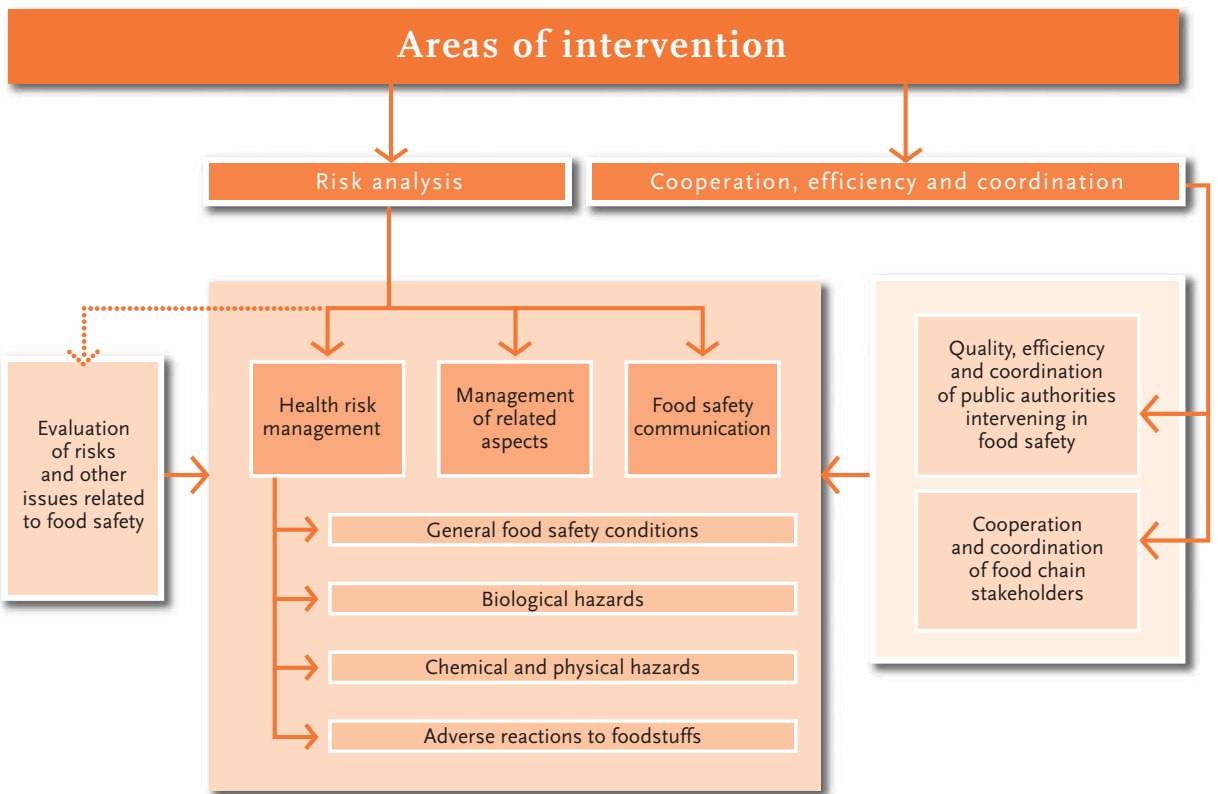 Areas of intervention
Risk analysis
Cooperation, efficiency and coordination
Evaluation
of risks
and other
issues related
to food safety
Health risk
management
Management
of related
aspects
Food safety
communication
General food safety conditions
Biological hazards
Chemical and physical hazards
Adverse reactions to foodstuffs
Quality, efficiency
and coordination
of public authorities
intervening in
food safety
Cooperation
and coordination
of food chain
stakeholders